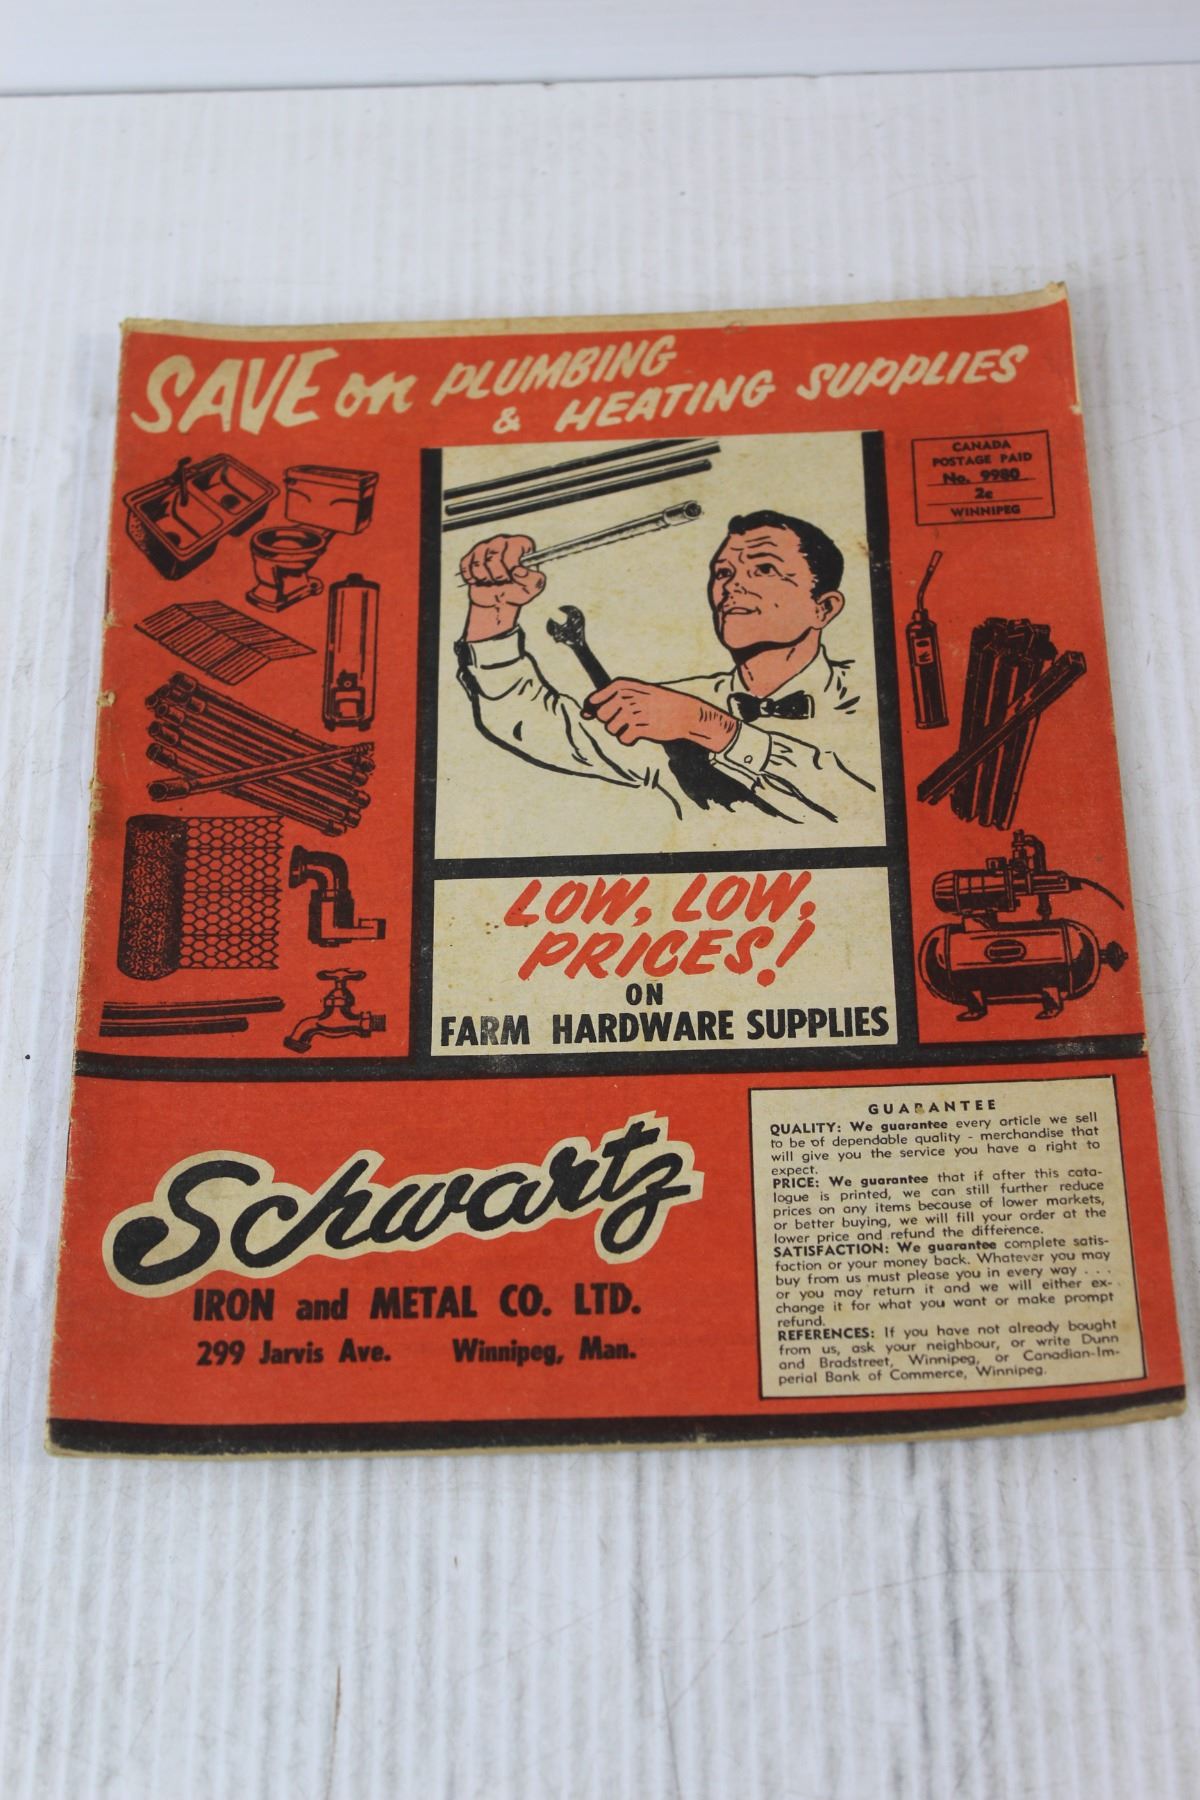 SAVE on PLUMBING
& HEATING SUPPLIES
CANADA
POSTAGE PAID
No. 9980
2c
WINNIPEG
LOW, LOW,
PRICES!
ON
FARM HARDWARE SUPPLIES
Schwartz
IRON and METAL CO. LTD.
299 Jarvis Ave. Winnipeg, Man.
GUARANTEE
QUALITY: We guarantee every article we sell
to be of dependable quality - merchandise that
will give you the service you have a right to
expect.
PRICE: We guarantee that if after this cata-
logue is printed, we can still further reduce
prices on any items because of lower markets,
or better buying, we will fill your order at the
lower price and refund the difference.
SATISFACTION: We guarantee complete satis-
faction or your money back. Whatever you may
buy from us must please you in every way . . .
or you may return it and we will either ex-
change it for what you want or make prompt
refund.
REFERENCES: If you have not already bought
from us, ask your neighbour, or write Dunn
and Bradstreet, Winnipeg, or Canadian-Im-
perial Bank of Commerce, Winnipeg.